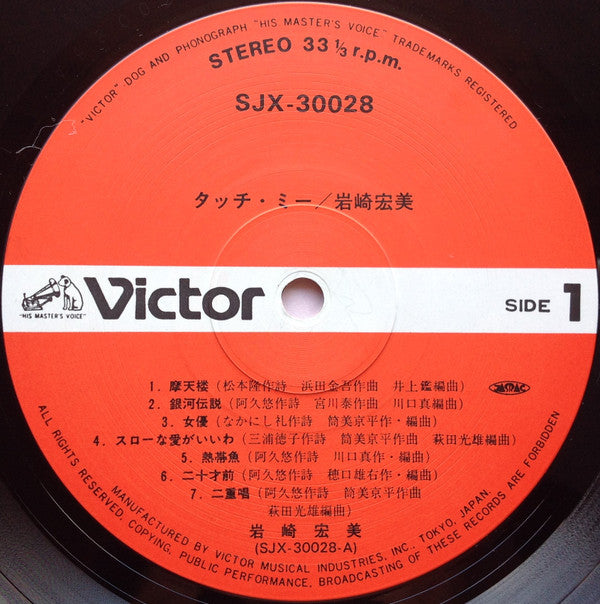 "VICTOR" DOG AND PHONOGRAPH "HIS MASTER'S VOICE" TRADEMARKS REGISTERED
STEREO 33 1/3 r.p.m.
SJX-30028
タッチ・ミー/岩崎宏美
"HIS MASTER'S VOICE"
Victor
SIDE 1
1. 摩天楼(松本隆作詩 浜田金吾作曲 井上鑑編曲)
JASRAC
2. 銀河伝説(阿久悠作詩 宮川泰作曲 川口真編曲)
3. 女優(なかにし礼作詩 筒美京平作・編曲)
4. スローな愛がいいわ(三浦徳子作詩 筒美京平作曲 萩田光雄編曲)
5. 熱帯魚(阿久悠作詩 川口真作・編曲)
6. 二十才前(阿久悠作詩 穂口雄右作・編曲)
7. 二重唱(阿久悠作詩 筒美京平作曲
萩田光雄編曲)
岩崎宏美
(SJX-30028-A)
MANUFACTURED BY VICTOR MUSICAL INDUSTRIES, INC., TOKYO, JAPAN.
ALL RIGHTS RESERVED, COPYING, PUBLIC PERFORMANCE, BROADCASTING OF THESE RECORDS ARE FORBIDDEN